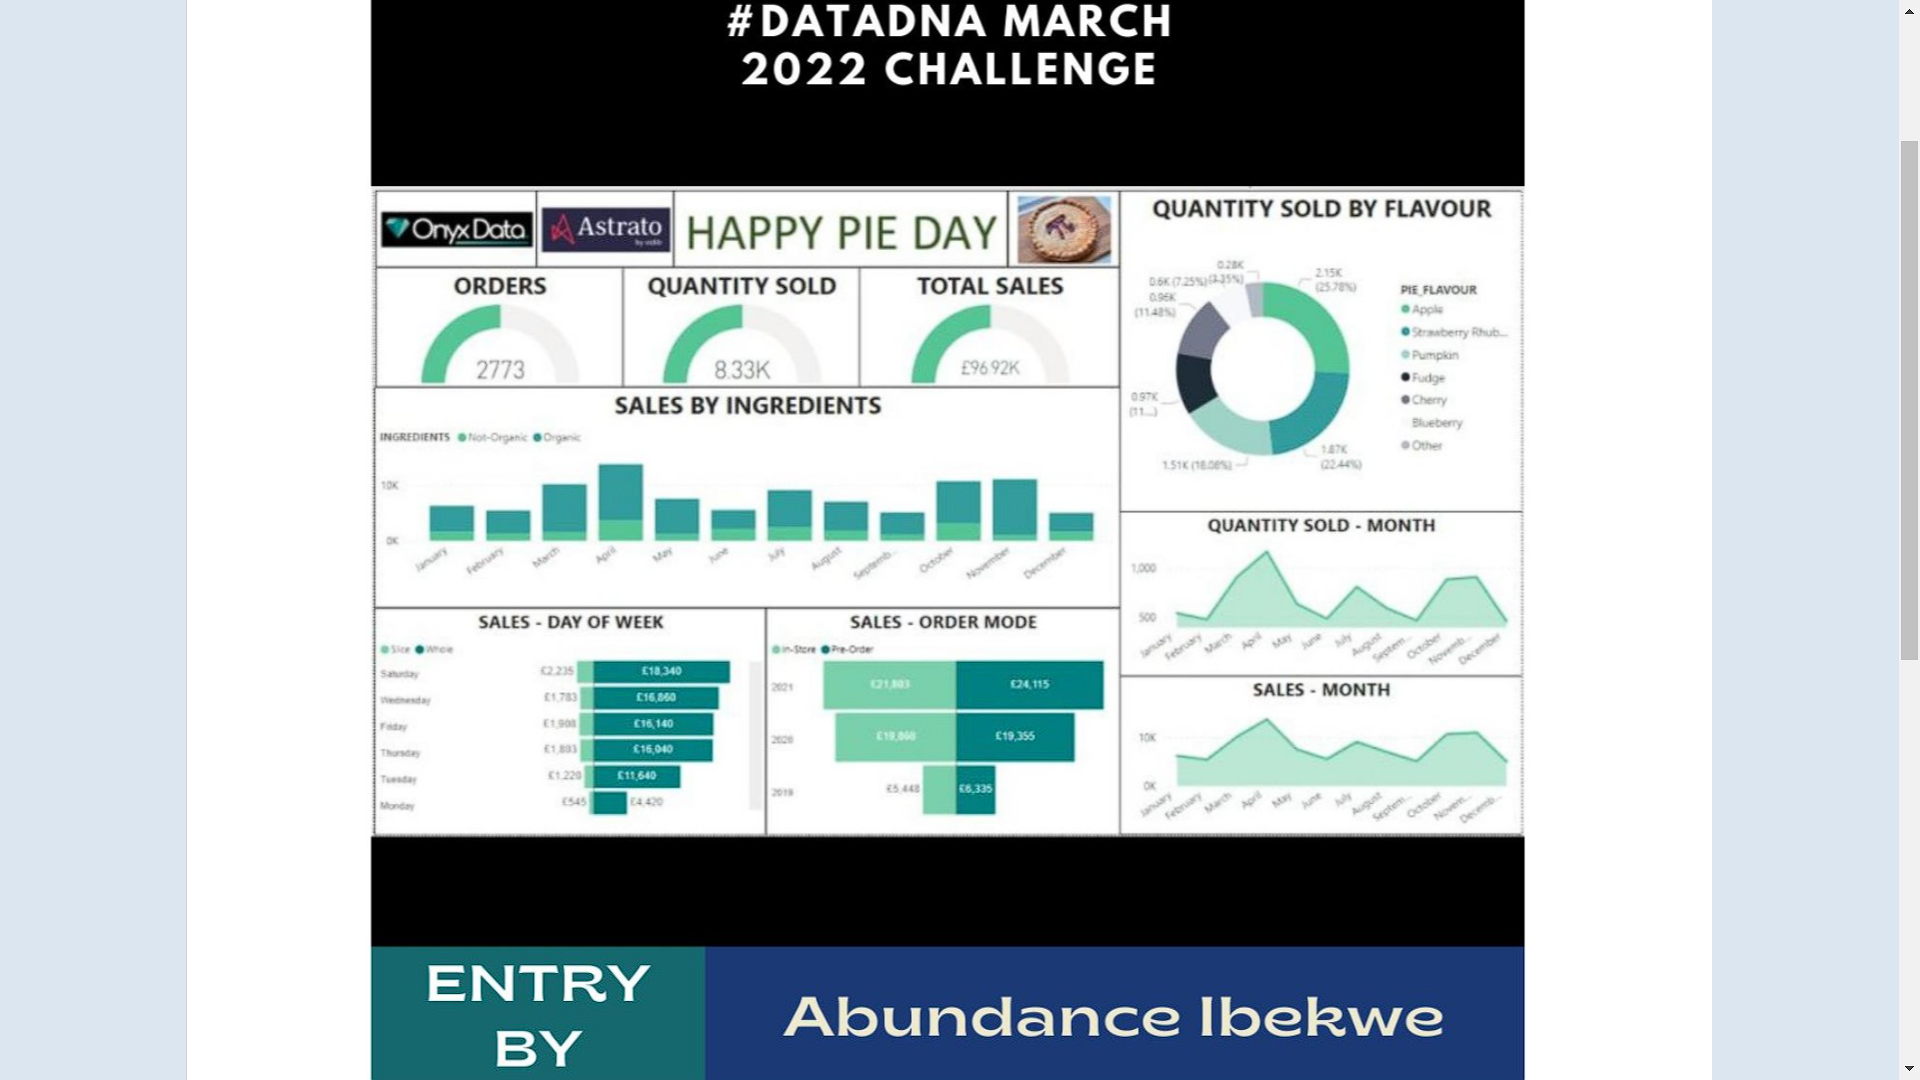 #DATADNA MARCH
2022 CHALLENGE
Onyx Data
Astrato
HAPPY PIE DAY
ORDERS
2773
QUANTITY SOLD
8.33K
TOTAL SALES
£96.92K
SALES BY INGREDIENTS
INGREDIENTS Not-Organic Organic
10K
0K
January
February
March
April
May
June
July
August
Septemb...
October
November
December
SALES - DAY OF WEEK
Slice Whole
Saturday £2,235 £18,340
Wednesday £1,783 £16,860
Friday £1,908 £16,140
Thursday £1,803 £16,040
Tuesday £1,220 £11,640
Monday £545 £4,420
SALES - ORDER MODE
In-Store Pre-Order
2021 £24,115
2020 £19,355
2019 £5,448 £6,335
QUANTITY SOLD BY FLAVOUR
0.28K
(3.35%)
0.6K (7.25%)
0.96K
(11.48%)
0.97K
(11...)
1.51K (18.08%)
1.87K
(22.44%)
2.15K
(25.78%)
PIE_FLAVOUR
Apple
Strawberry Rhub...
Pumpkin
Fudge
Cherry
Blueberry
Other
QUANTITY SOLD - MONTH
1,000
500
January
February
March
April
May
June
July
August
Septem...
October
Novemb...
December
SALES - MONTH
10K
0K
January
February
March
April
May
June
July
August
Septem...
October
Novem...
Decemb...
ENTRY
BY
Abundance Ibekwe